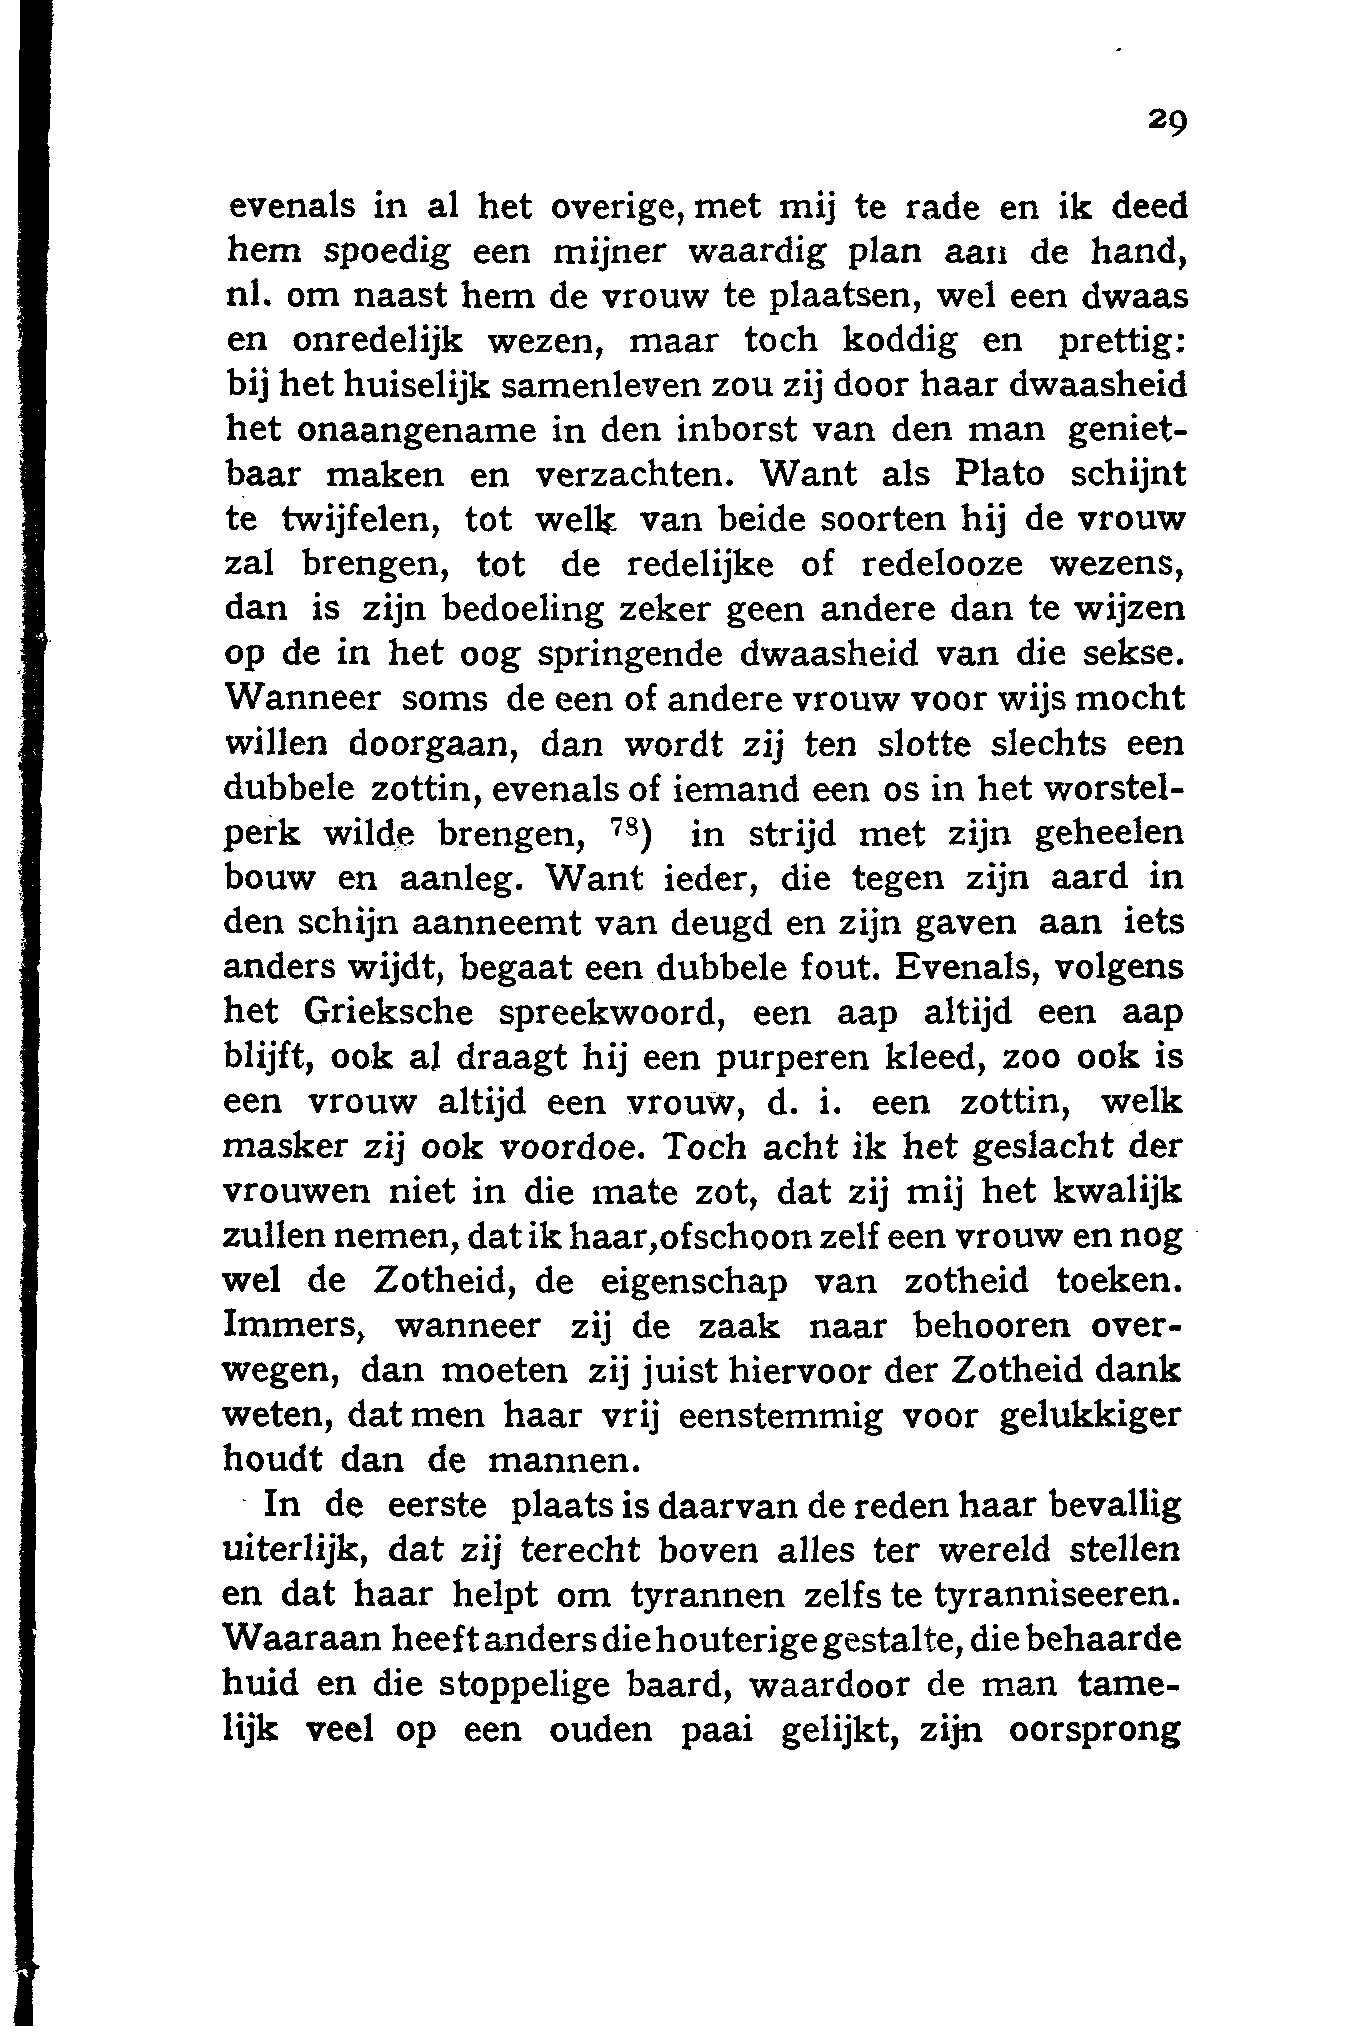 29
evenals in al het overige, met mij te rade en ik deed
hem spoedig een mijner waardig plan aan de hand,
nl. om naast hem de vrouw te plaatsen, wel een dwaas
en onredelijk wezen, maar toch koddig en prettig:
bij het huiselijk samenleven zou zij door haar dwaasheid
het onaangename in den inborst van den man geniet-
baar maken en verzachten. Want als Plato schijnt
te twijfelen, tot welk van beide soorten hij de vrouw
zal brengen, tot de redelijke of redelooze wezens,
dan is zijn bedoeling zeker geen andere dan te wijzen
op de in het oog springende dwaasheid van die sekse.
Wanneer soms de een of andere vrouw voor wijs mocht
willen doorgaan, dan wordt zij ten slotte slechts een
dubbele zottin, evenals of iemand een os in het worstel-
perk wilde brengen, ⁷⁸) in strijd met zijn geheelen
bouw en aanleg. Want ieder, die tegen zijn aard in
den schijn aanneemt van deugd en zijn gaven aan iets
anders wijdt, begaat een dubbele fout. Evenals, volgens
het Grieksche spreekwoord, een aap altijd een aap
blijft, ook al draagt hij een purperen kleed, zoo ook is
een vrouw altijd een vrouw, d. i. een zottin, welk
masker zij ook voordoe. Toch acht ik het geslacht der
vrouwen niet in die mate zot, dat zij mij het kwalijk
zullen nemen, dat ik haar, ofschoon zelf een vrouw en nog
wel de Zotheid, de eigenschap van zotheid toeken.
Immers, wanneer zij de zaak naar behooren over-
wegen, dan moeten zij juist hiervoor der Zotheid dank
weten, dat men haar vrij eenstemmig voor gelukkiger
houdt dan de mannen.
In de eerste plaats is daarvan de reden haar bevallig
uiterlijk, dat zij terecht boven alles ter wereld stellen
en dat haar helpt om tyrannen zelfs te tyranniseeren.
Waaraan heeft anders die houterige gestalte, die behaarde
huid en die stoppelige baard, waardoor de man tame-
lijk veel op een ouden paai gelijkt, zijn oorsprong